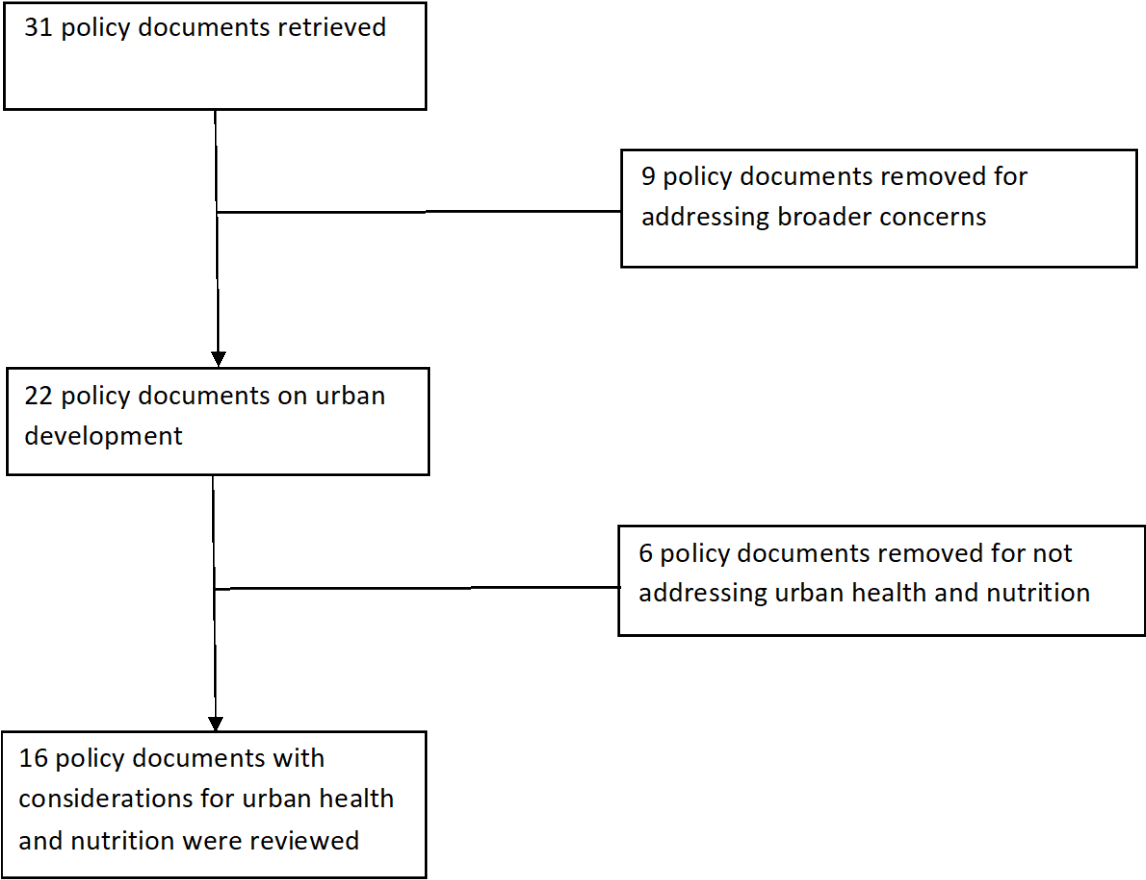 31 policy documents retrieved
9 policy documents removed for
addressing broader concerns
22 policy documents on urban
development
6 policy documents removed for not
addressing urban health and nutrition
16 policy documents with
considerations for urban health
and nutrition were reviewed